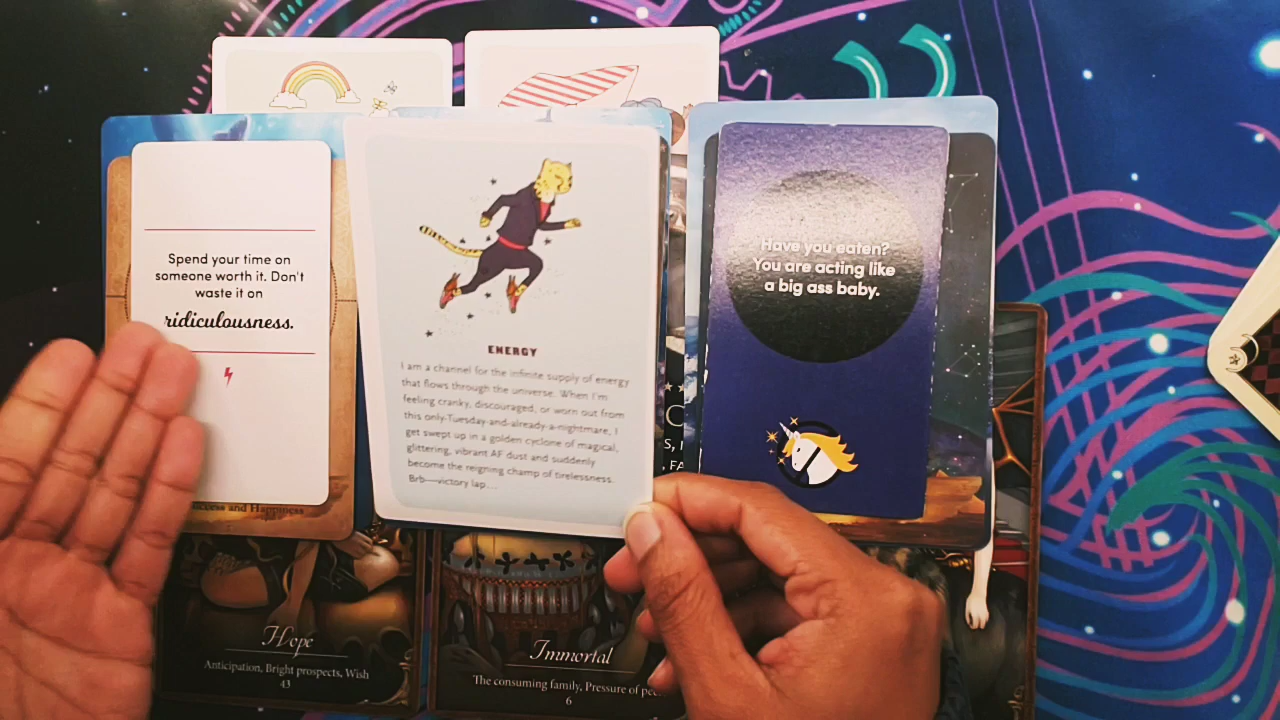 Spend your time on
someone worth it. Don't
waste it on
ridiculousness.
ENERGY
I am a channel for the infinite supply of energy
that flows through the universe. When I'm
feeling cranky, discouraged, or worn out from
this only-Tuesday-and-already-a-nightmare, I
get swept up in a golden cyclone of magical,
glittering, vibrant AF dust and suddenly
become the reigning champ of tirelessness.
Brb—victory lap...
Have you eaten?
You are acting like
a big ass baby.
and Happiness
Hope
Anticipation, Bright prospects, Wish
43
Immortal
The consuming family, Pressure of
6